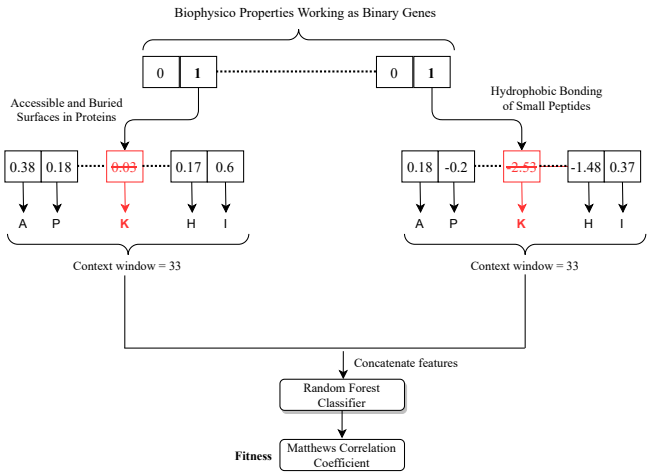 Biophysico Properties Working as Binary Genes
0 1 0 1
Accessible and Buried
Surfaces in Proteins
Hydrophobic Bonding
of Small Peptides
0.38 0.18 0.03 0.17 0.6
0.18 -0.2 -2.53 -1.48 0.37
A P K H I
A P K H I
Context window = 33
Context window = 33
Concatenate features
Random Forest
Classifier
Fitness
Matthews Correlation
Coefficient